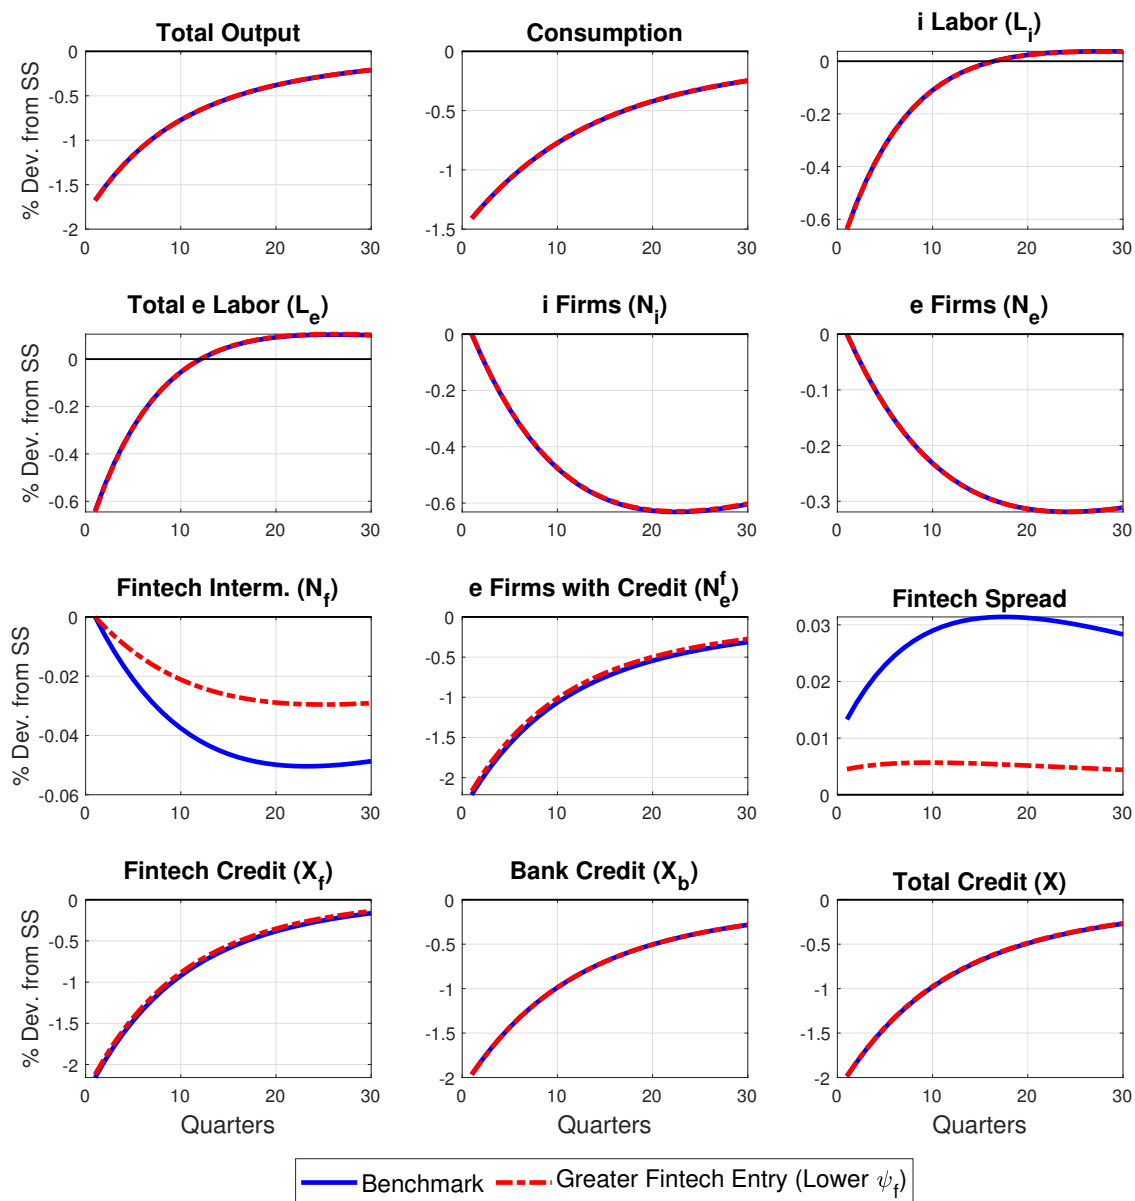 Total Output
Consumption
i Labor (L_i)
% Dev. from SS
0
-0.5
-1
-1.5
-2
0 10 20 30
0
-0.5
-1
-1.5
0 10 20 30
0
-0.2
-0.4
-0.6
0 10 20 30
Total e Labor (L_e)
i Firms (N_i)
e Firms (N_e)
% Dev. from SS
0
-0.2
-0.4
-0.6
0 10 20 30
0
-0.2
-0.4
-0.6
0 10 20 30
0
-0.1
-0.2
-0.3
0 10 20 30
Fintech Interm. (N_f)
e Firms with Credit (N_e^f)
Fintech Spread
% Dev. from SS
0
-0.02
-0.04
-0.06
0 10 20 30
0
-0.5
-1
-1.5
-2
0 10 20 30
0.03
0.02
0.01
0
0 10 20 30
Fintech Credit (X_f)
Bank Credit (X_b)
Total Credit (X)
% Dev. from SS
0
-0.5
-1
-1.5
-2
0 10 20 30
Quarters
0
-0.5
-1
-1.5
-2
0 10 20 30
Quarters
0
-0.5
-1
-1.5
-2
0 10 20 30
Quarters
Benchmark
Greater Fintech Entry (Lower ψ_f)